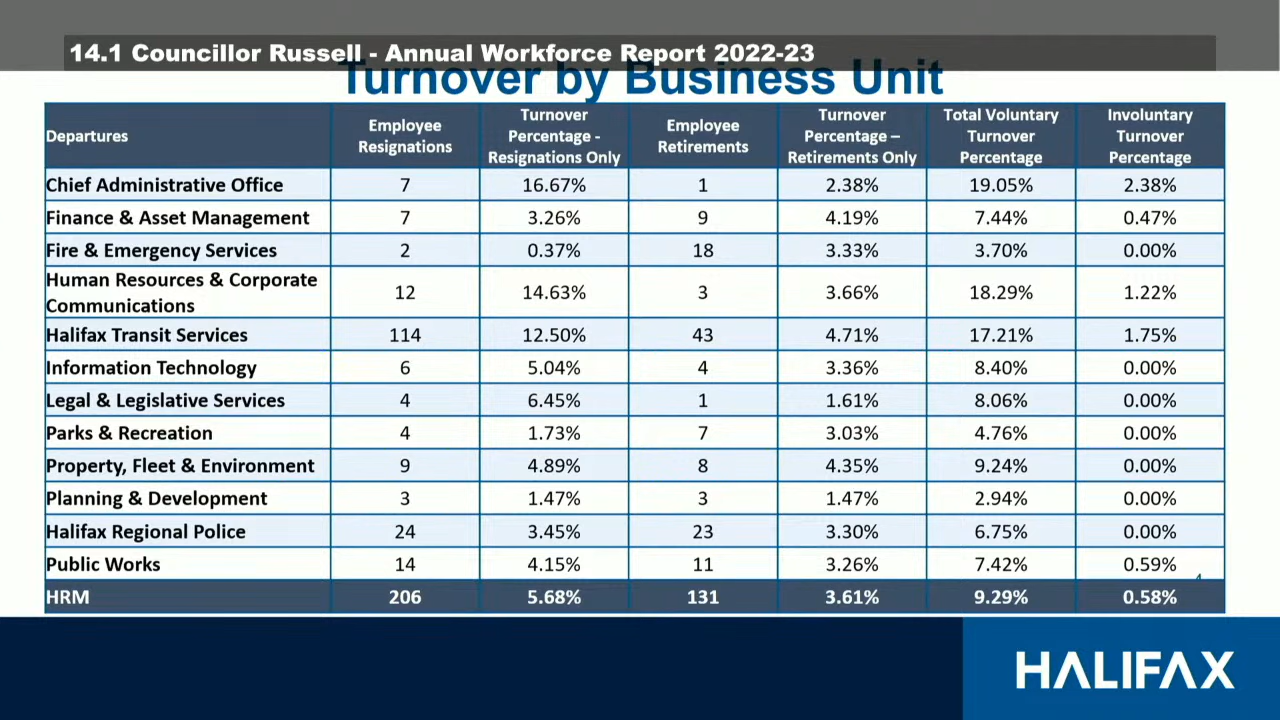 14.1 Councillor Russell - Annual Workforce Report 2022-23
Turnover by Business Unit
Departures Employee Resignations Turnover Percentage - Resignations Only Employee Retirements Turnover Percentage – Retirements Only Total Voluntary Turnover Percentage Involuntary Turnover Percentage
Chief Administrative Office 7 16.67% 1 2.38% 19.05% 2.38%
Finance & Asset Management 7 3.26% 9 4.19% 7.44% 0.47%
Fire & Emergency Services 2 0.37% 18 3.33% 3.70% 0.00%
Human Resources & Corporate Communications 12 14.63% 3 3.66% 18.29% 1.22%
Halifax Transit Services 114 12.50% 43 4.71% 17.21% 1.75%
Information Technology 6 5.04% 4 3.36% 8.40% 0.00%
Legal & Legislative Services 4 6.45% 1 1.61% 8.06% 0.00%
Parks & Recreation 4 1.73% 7 3.03% 4.76% 0.00%
Property, Fleet & Environment 9 4.89% 8 4.35% 9.24% 0.00%
Planning & Development 3 1.47% 3 1.47% 2.94% 0.00%
Halifax Regional Police 24 3.45% 23 3.30% 6.75% 0.00%
Public Works 14 4.15% 11 3.26% 7.42% 0.59%
HRM 206 5.68% 131 3.61% 9.29% 0.58%
HALIFAX